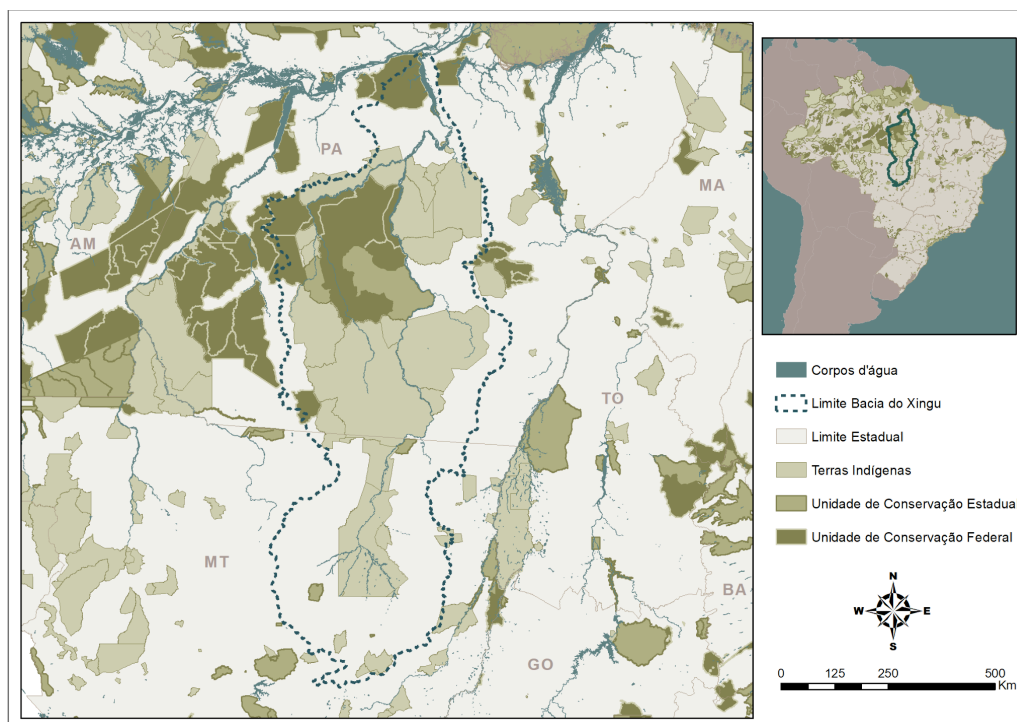 PA
MA
AM
TO
MT
BA
GO
Corpos d'água
Limite Bacia do Xingu
Limite Estadual
Terras Indígenas
Unidade de Conservação Estadua
Unidade de Conservação Federal
N
W E
S
0 125 250 500
Km